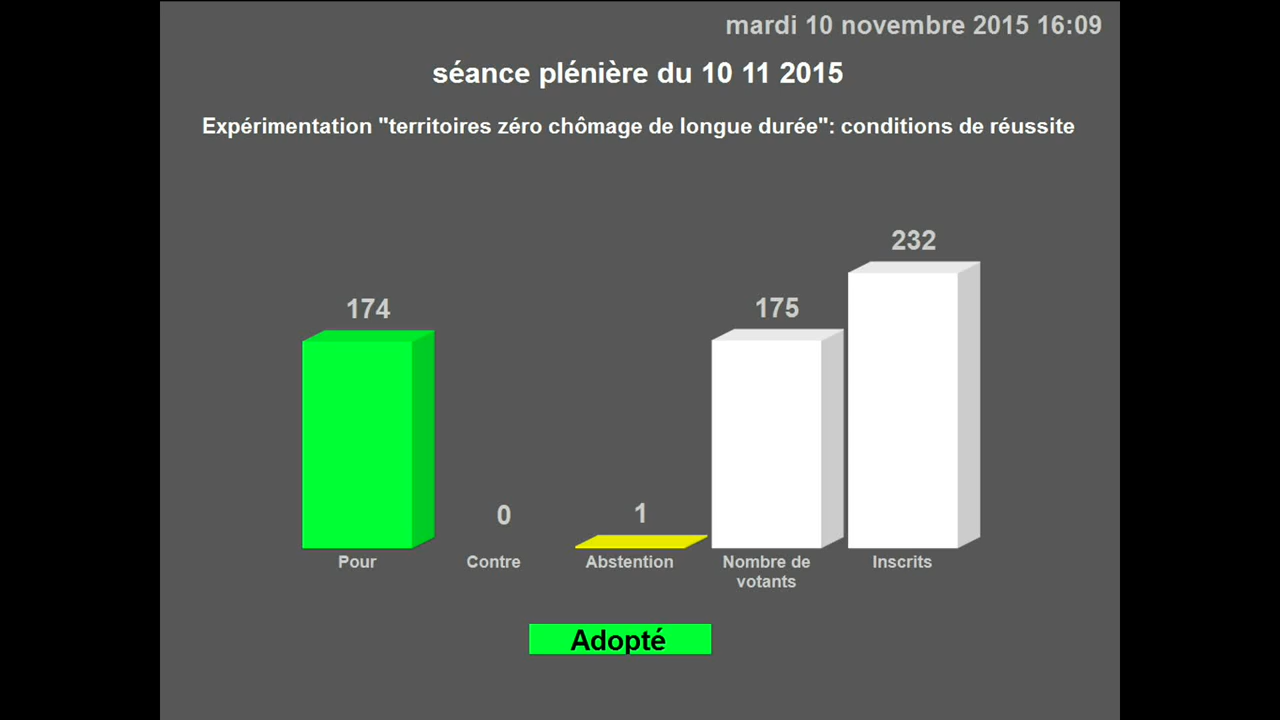 mardi 10 novembre 2015 16:09
séance plénière du 10 11 2015
Expérimentation "territoires zéro chômage de longue durée": conditions de réussite
232
174
175
0
1
Pour
Contre
Abstention
Nombre de
votants
Inscrits
Adopté